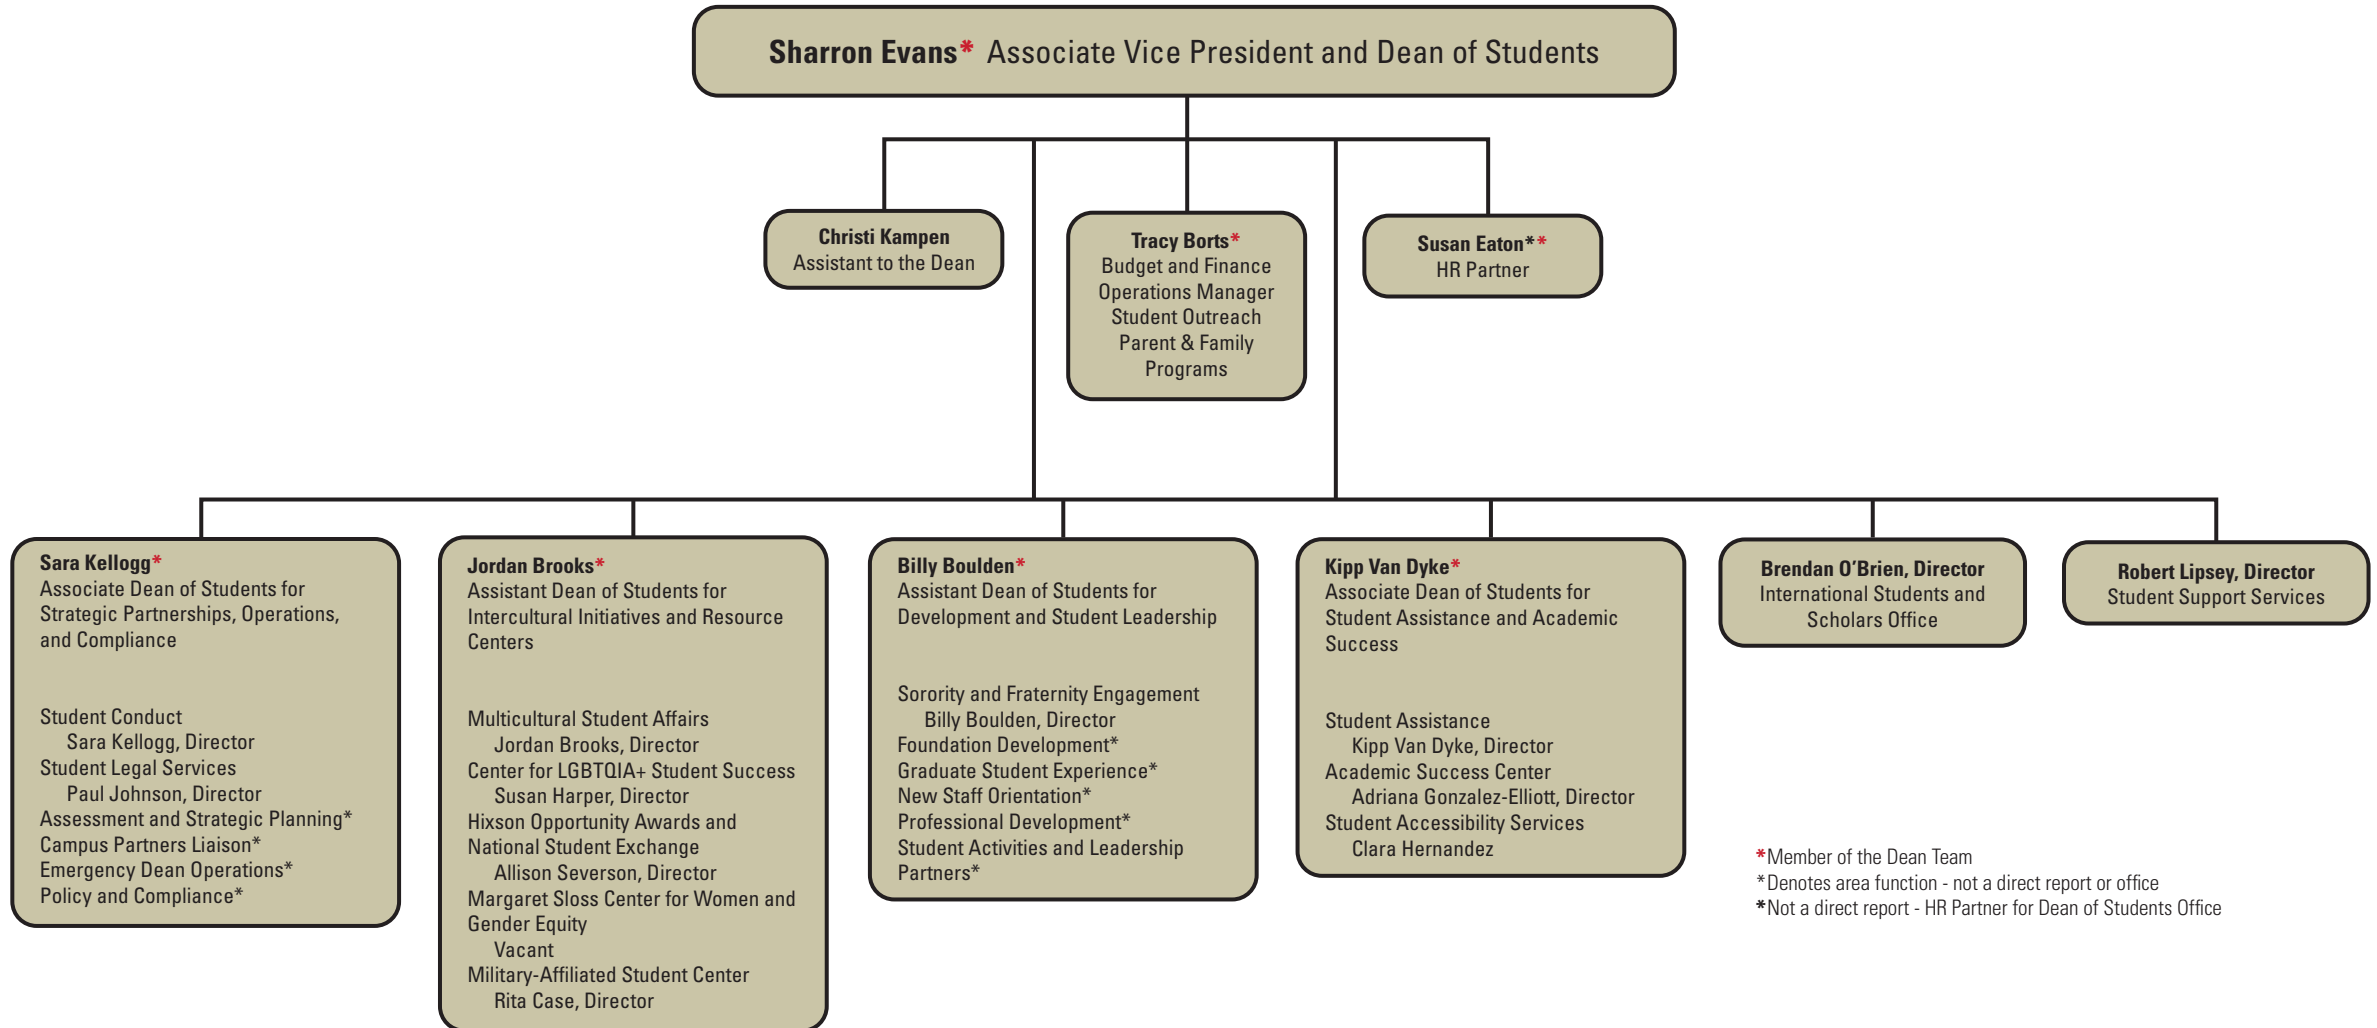 Sharron Evans* Associate Vice President and Dean of Students
Christi Kampen
Assistant to the Dean
Tracy Borts*
Budget and Finance
Operations Manager
Student Outreach
Parent & Family
Programs
Susan Eaton**
HR Partner
Sara Kellogg*
Associate Dean of Students for
Strategic Partnerships, Operations,
and Compliance
Student Conduct
Sara Kellogg, Director
Student Legal Services
Paul Johnson, Director
Assessment and Strategic Planning*
Campus Partners Liaison*
Emergency Dean Operations*
Policy and Compliance*
Jordan Brooks*
Assistant Dean of Students for
Intercultural Initiatives and Resource
Centers
Multicultural Student Affairs
Jordan Brooks, Director
Center for LGBTQIA+ Student Success
Susan Harper, Director
Hixson Opportunity Awards and
National Student Exchange
Allison Severson, Director
Margaret Sloss Center for Women and
Gender Equity
Vacant
Military-Affiliated Student Center
Rita Case, Director
Billy Boulden*
Assistant Dean of Students for
Development and Student Leadership
Sorority and Fraternity Engagement
Billy Boulden, Director
Foundation Development*
Graduate Student Experience*
New Staff Orientation*
Professional Development*
Student Activities and Leadership
Partners*
Kipp Van Dyke*
Associate Dean of Students for
Student Assistance and Academic
Success
Student Assistance
Kipp Van Dyke, Director
Academic Success Center
Adriana Gonzalez-Elliott, Director
Student Accessibility Services
Clara Hernandez
Brendan O'Brien, Director
International Students and
Scholars Office
Robert Lipsey, Director
Student Support Services
*Member of the Dean Team
*Denotes area function - not a direct report or office
*Not a direct report - HR Partner for Dean of Students Office